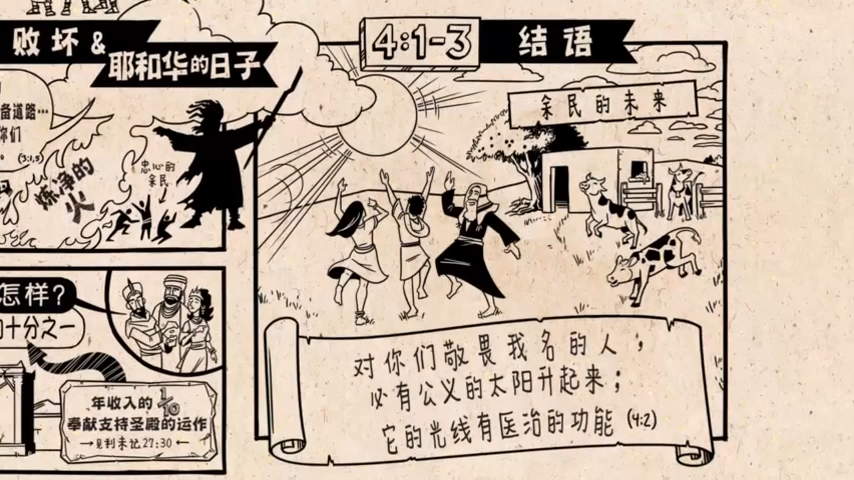 败坏 &
耶和华的日子
备道路…
你们
(3:1,5)
炼净的
火
忠心的
余民
怎样?
十分之一
年收入的 1/10
奉献支持圣殿的运作
→见利未记27:30←
4:1-3 结语
余民的未来
对你们敬畏我名的人，
必有公义的太阳升起来；
它的光线有医治的功能 (4:2)